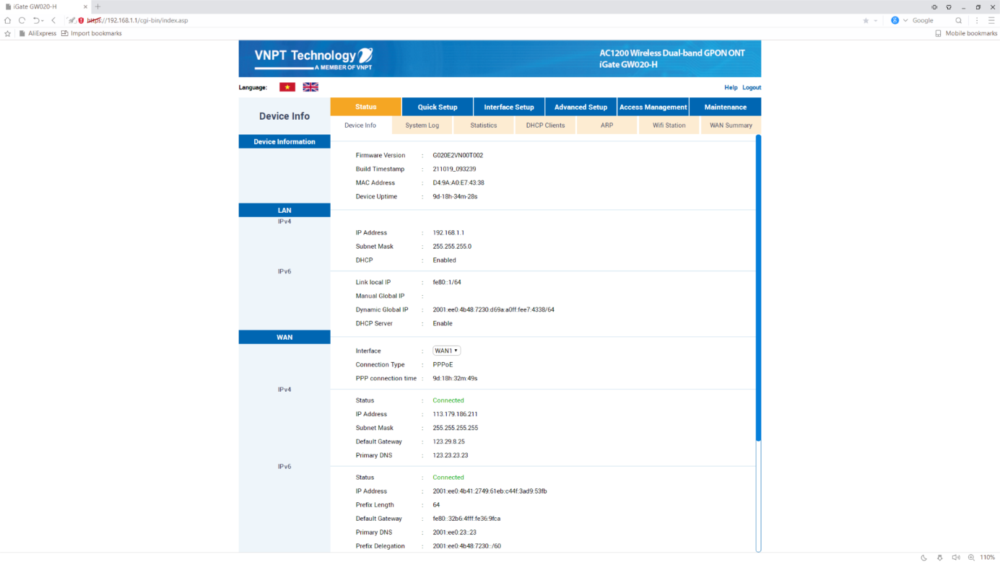 iGate GW020-H
https://192.168.1.1/cgi-bin/index.asp
Google
AliExpress Import bookmarks
Mobile bookmarks
VNPT Technology
A MEMBER OF VNPT
AC1200 Wireless Dual-band GPON ONT
iGate GW020-H
Language:
Help Logout
Device Info
Status Quick Setup Interface Setup Advanced Setup Access Management Maintenance
Device Info System Log Statistics DHCP Clients ARP Wifi Station WAN Summary
Device Information
Firmware Version : G020E2VN00T002
Build Timestamp : 211019_093239
MAC Address : D4:9A:A0:E7:43:38
Device Uptime : 9d-18h-34m-28s
LAN
IPv4
IP Address : 192.168.1.1
Subnet Mask : 255.255.255.0
DHCP : Enabled
IPv6
Link local IP : fe80::1/64
Manual Global IP :
Dynamic Global IP : 2001:ee0:4b48:7230:d69a:a0ff:fee7:4338/64
DHCP Server : Enable
WAN
Interface : WAN1
Connection Type : PPPoE
PPP connection time : 9d:18h:32m:49s
IPv4
Status : Connected
IP Address : 113.179.186.211
Subnet Mask : 255.255.255.255
Default Gateway : 123.29.8.25
Primary DNS : 123.23.23.23
IPv6
Status : Connected
IP Address : 2001:ee0:4b41:2749:61eb:c44f:3ad9:53fb
Prefix Length : 64
Default Gateway : fe80::32b6:4fff:fe36:9fca
Primary DNS : 2001:ee0:23::23
Prefix Delegation : 2001:ee0:4b48:7230::/60
110%